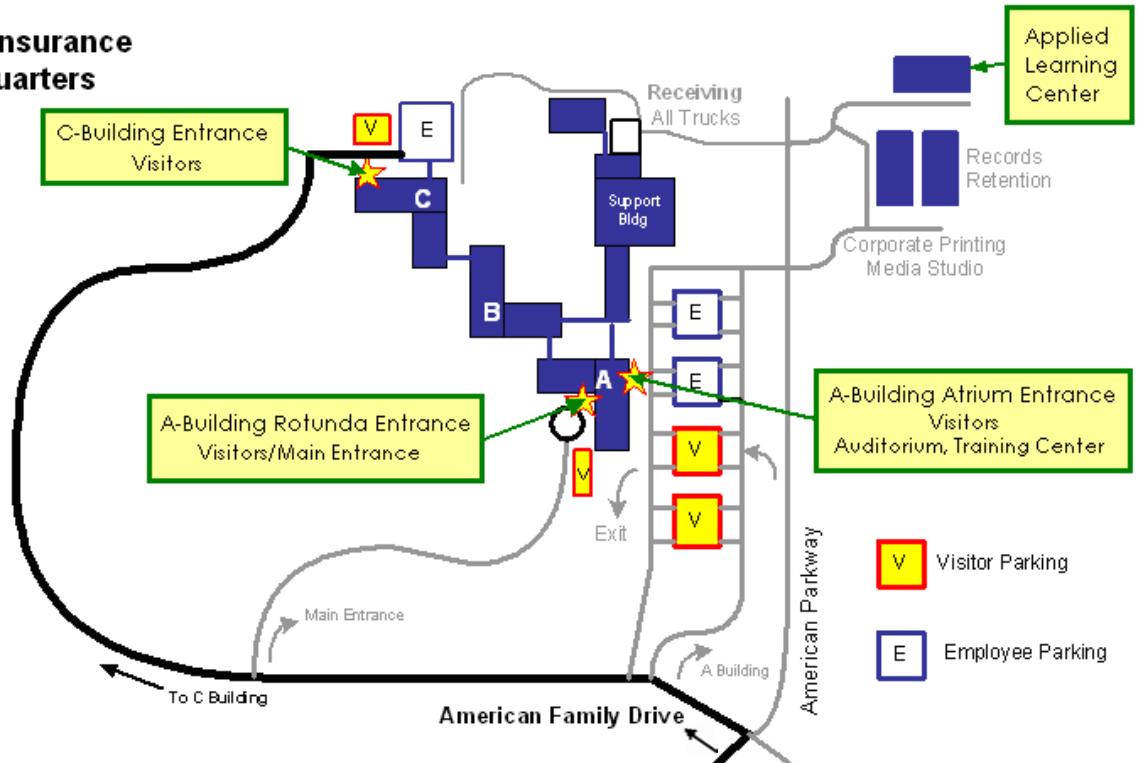 nsurance
uarters
Applied
Learning
Center
C-Building Entrance
Visitors
V
E
Receiving
All Trucks
Records
Retention
C
Support
Bldg
Corporate Printing
Media Studio
B
E
A
E
A-Building Rotunda Entrance
Visitors/Main Entrance
A-Building Atrium Entrance
Visitors
Auditorium, Training Center
V
V
V
Exit
American Parkway
V Visitor Parking
E Employee Parking
Main Entrance
A Building
To C Building
American Family Drive